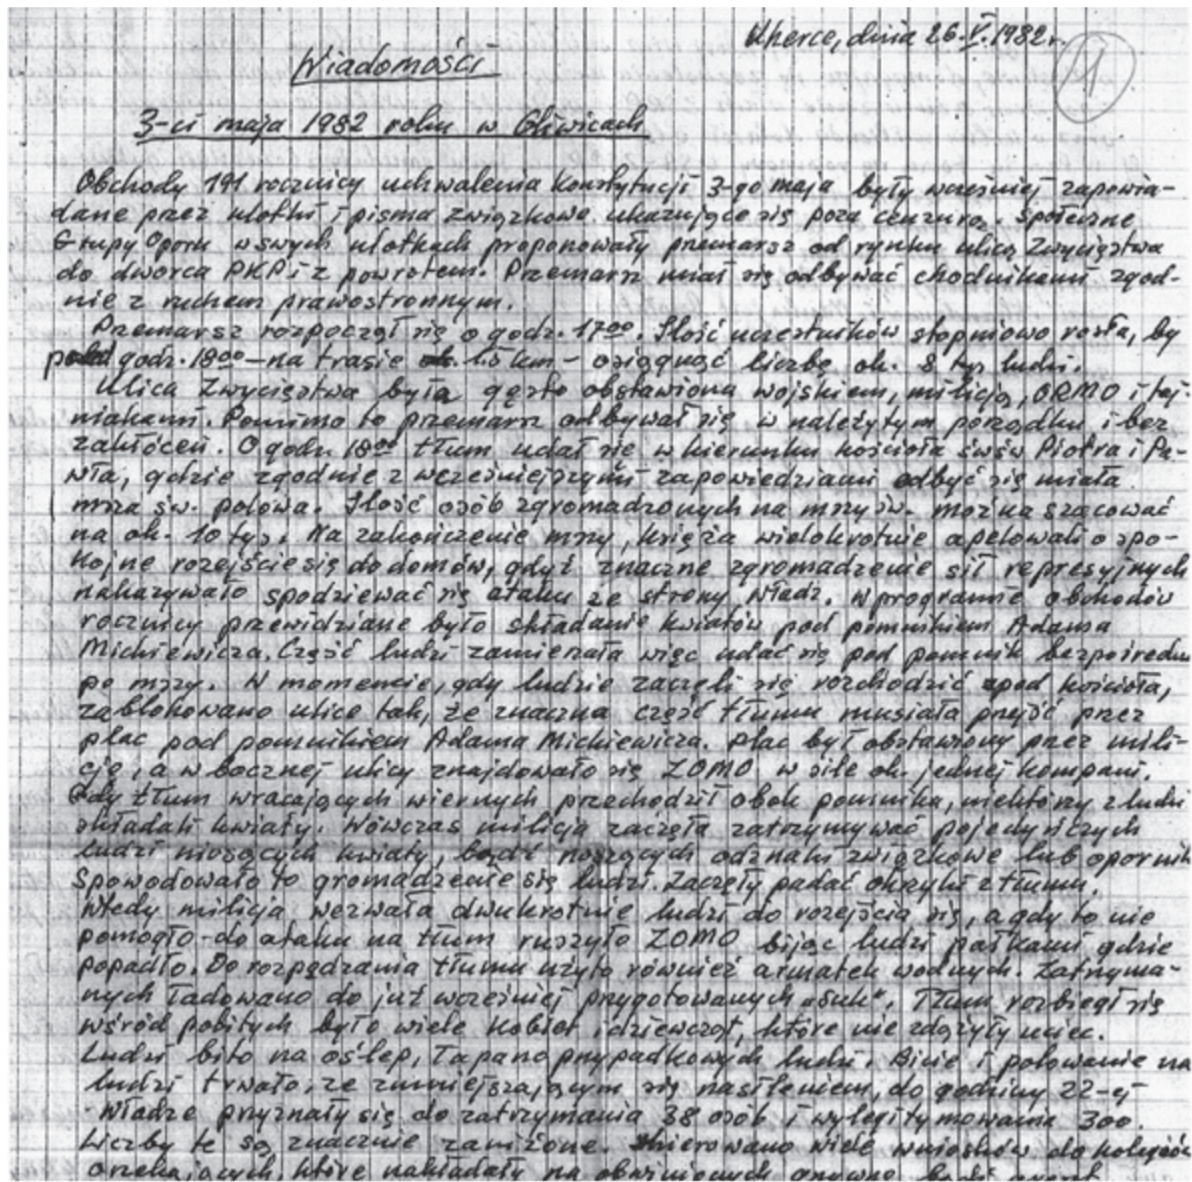 Uherce, dnia 26.V.1982r.
1
Wiadomości
3-ci maja 1982 roku w Gliwicach
Obchody 191 rocznicy uchwalenia Konstytucji 3-go maja były wcześniej zapowia-
dane przez ulotki i pisma związkowe ukazujące się poza cenzurą. Społeczne
Grupy Oporu w swych ulotkach proponowały przemarsz od rynku ulicą Zwycięstwa
do dworca PKP i z powrotem. Przemarsz miał się odbywać chodnikami zgod-
nie z ruchem prawostronnym.
Przemarsz rozpoczął się o godz. 17⁰⁰. Ilość uczestników stopniowo rosła, by
godz. 18⁰⁰ – na trasie ok. 1.5 km – osiągnąć liczbę ok. 8 tys ludzi.
Ulica Zwycięstwa była gęsto obstawiona wojskiem, milicją, ORMO i taj-
niakami. Pomimo to przemarsz odbywał się w należytym porządku i bez
zakłóceń. O godz. 18⁰⁰ tłum udał się w kierunku kościoła św.św. Piotra i Pa-
wła, gdzie zgodnie z wcześniejszymi zapowiedziami odbyć się miała
msza św. polowa. Ilość osób zgromadzonych na mszy św. można szacować
na ok. 10 tys. Na zakończenie mszy, księża wielokrotnie apelowali o spo-
kojne rozejście się do domów, gdyż znaczne zgromadzenie sił represyjnych
nakazywało spodziewać się ataku ze strony władz. W programie obchodów
rocznicy przewidziane było składanie kwiatów pod pomnikiem Adama
Mickiewicza. Część ludzi zamierzała więc udać się pod pomnik bezpośredn
po mszy. W momencie, gdy ludzie zaczęli się rozchodzić spod kościoła,
zablokowano ulice tak, że znaczna część tłumu musiała przejść przez
plac pod pomnikiem Adama Mickiewicza. Plac był obstawiony przez mili-
cję, a w bocznej ulicy znajdowało się ZOMO w sile ok. jednej kompani.
Gdy tłum wracających wiernych przechodził obok pomnika, niektórzy z ludzi
składali kwiaty. Wówczas milicja zaczęła zatrzymywać pojedyńczych
ludzi niosących kwiaty, bądź noszących odznaki związkowe lub opornik
Spowodowało to gromadzenie się ludzi. Zaczęły padać okrzyki z tłumu.
Wtedy milicja wezwała dwukrotnie ludzi do rozejścia się, a gdy to nie
pomogło - do ataku na tłum ruszyło ZOMO bijąc ludzi pałkami gdzie
popadło. Do rozpędzania tłumu użyto również armatek wodnych. Zatrzyma-
nych ładowano do już wcześniej przygotowanych „suk". Tłum rozbiegł się
wśród pobitych było wiele kobiet i dziewcząt, które nie zdążyły uciec.
Ludzi bito na oślep, łapano przypadkowych ludzi. Bicie i polowanie na
ludzi trwało, ze zmniejszającym się nasileniem, do godziny 22-ej
Władze przyznały się do zatrzymania 38 osób i wylegitymowania 300.
Liczby te są znacznie zaniżone. Skierowano wiele wniosków do kolegiów
orzekających, które nakładały na obwinionych grzywnę bądź areszt